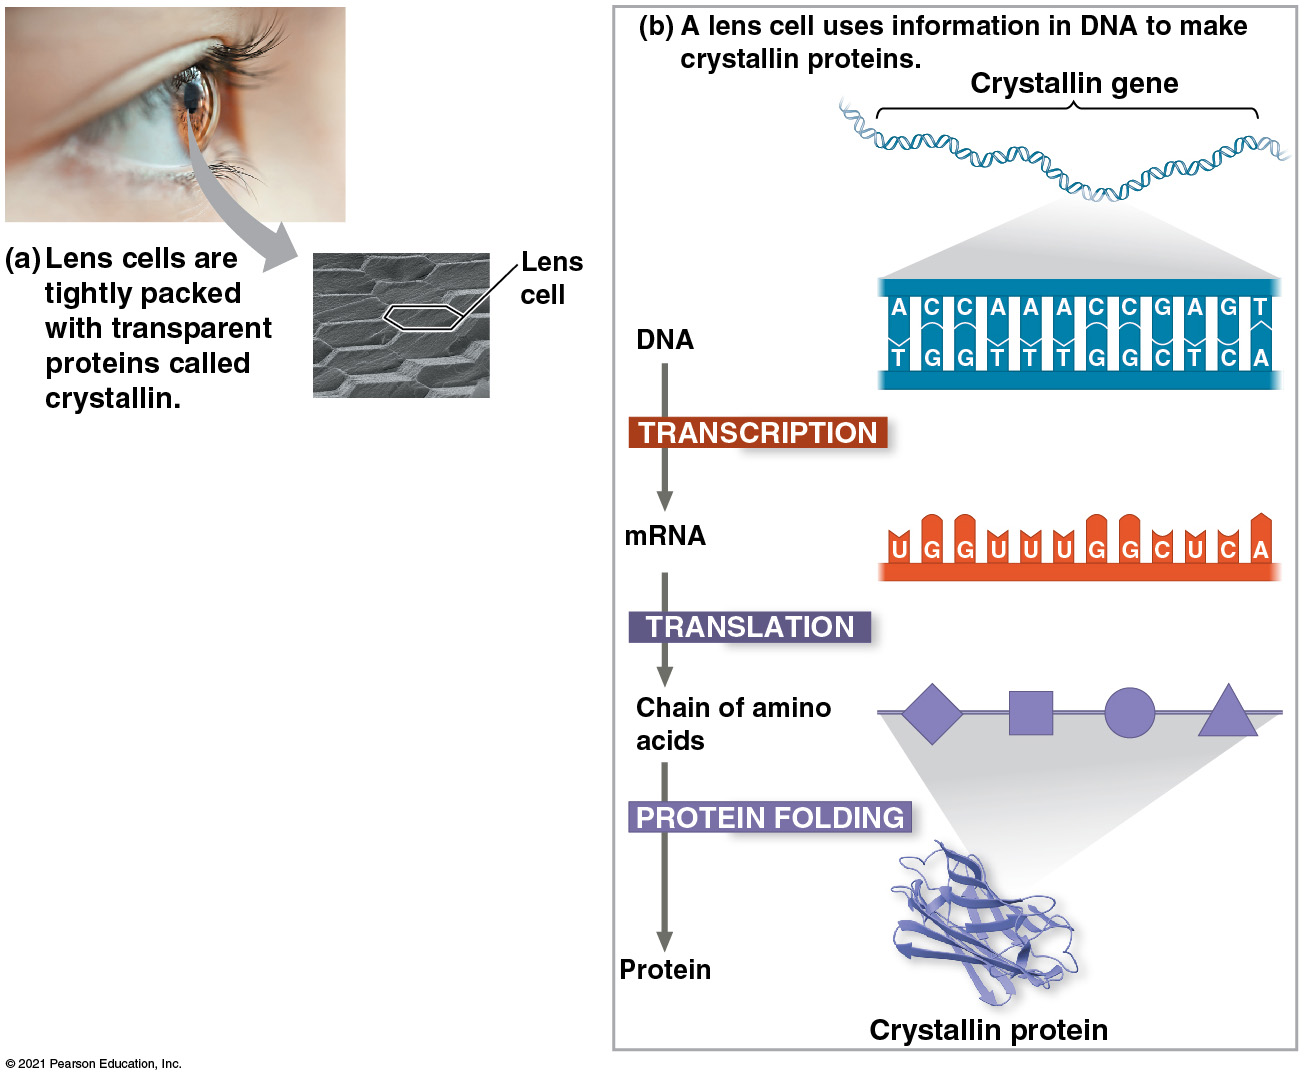 (a) Lens cells are
tightly packed
with transparent
proteins called
crystallin.
Lens
cell
(b) A lens cell uses information in DNA to make
crystallin proteins.
Crystallin gene
A C C A A A C C G A G T
T G G T T T G G C T C A
DNA
TRANSCRIPTION
mRNA
U G G U U U G G C U C A
TRANSLATION
Chain of amino
acids
PROTEIN FOLDING
Protein
Crystallin protein
© 2021 Pearson Education, Inc.